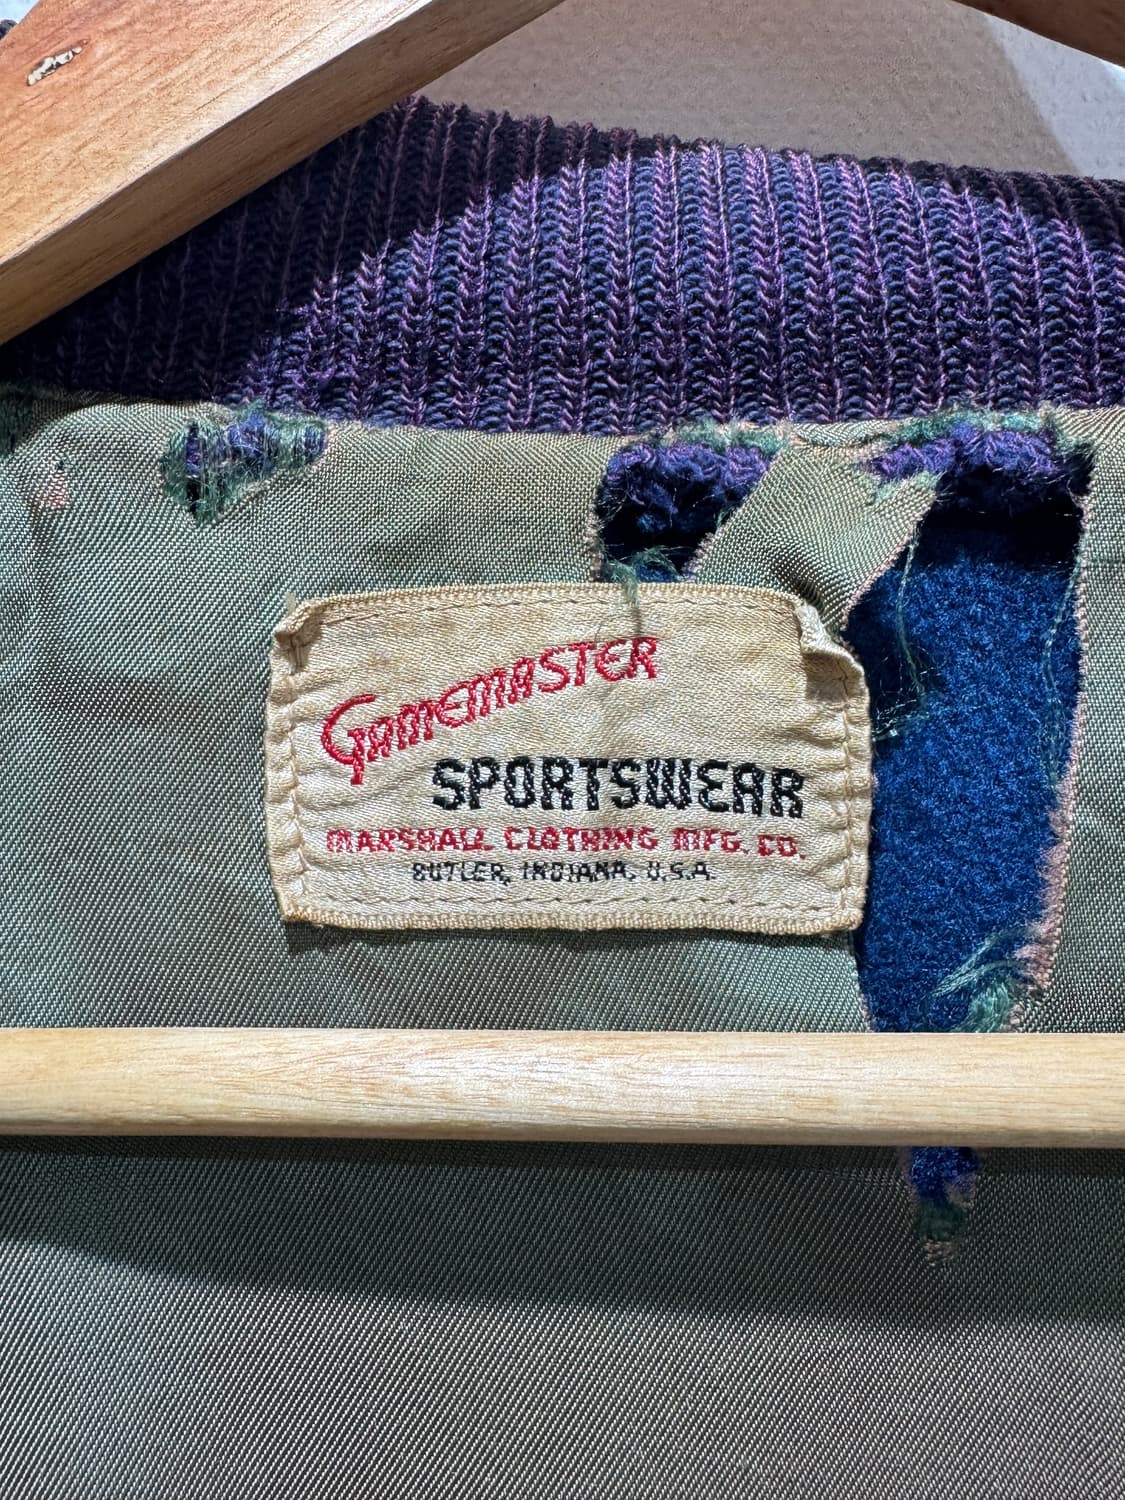 GAMEMASTER
SPORTSWEAR
MARSHALL CLOTHING MFG. CO.
BUTLER, INDIANA, U.S.A.